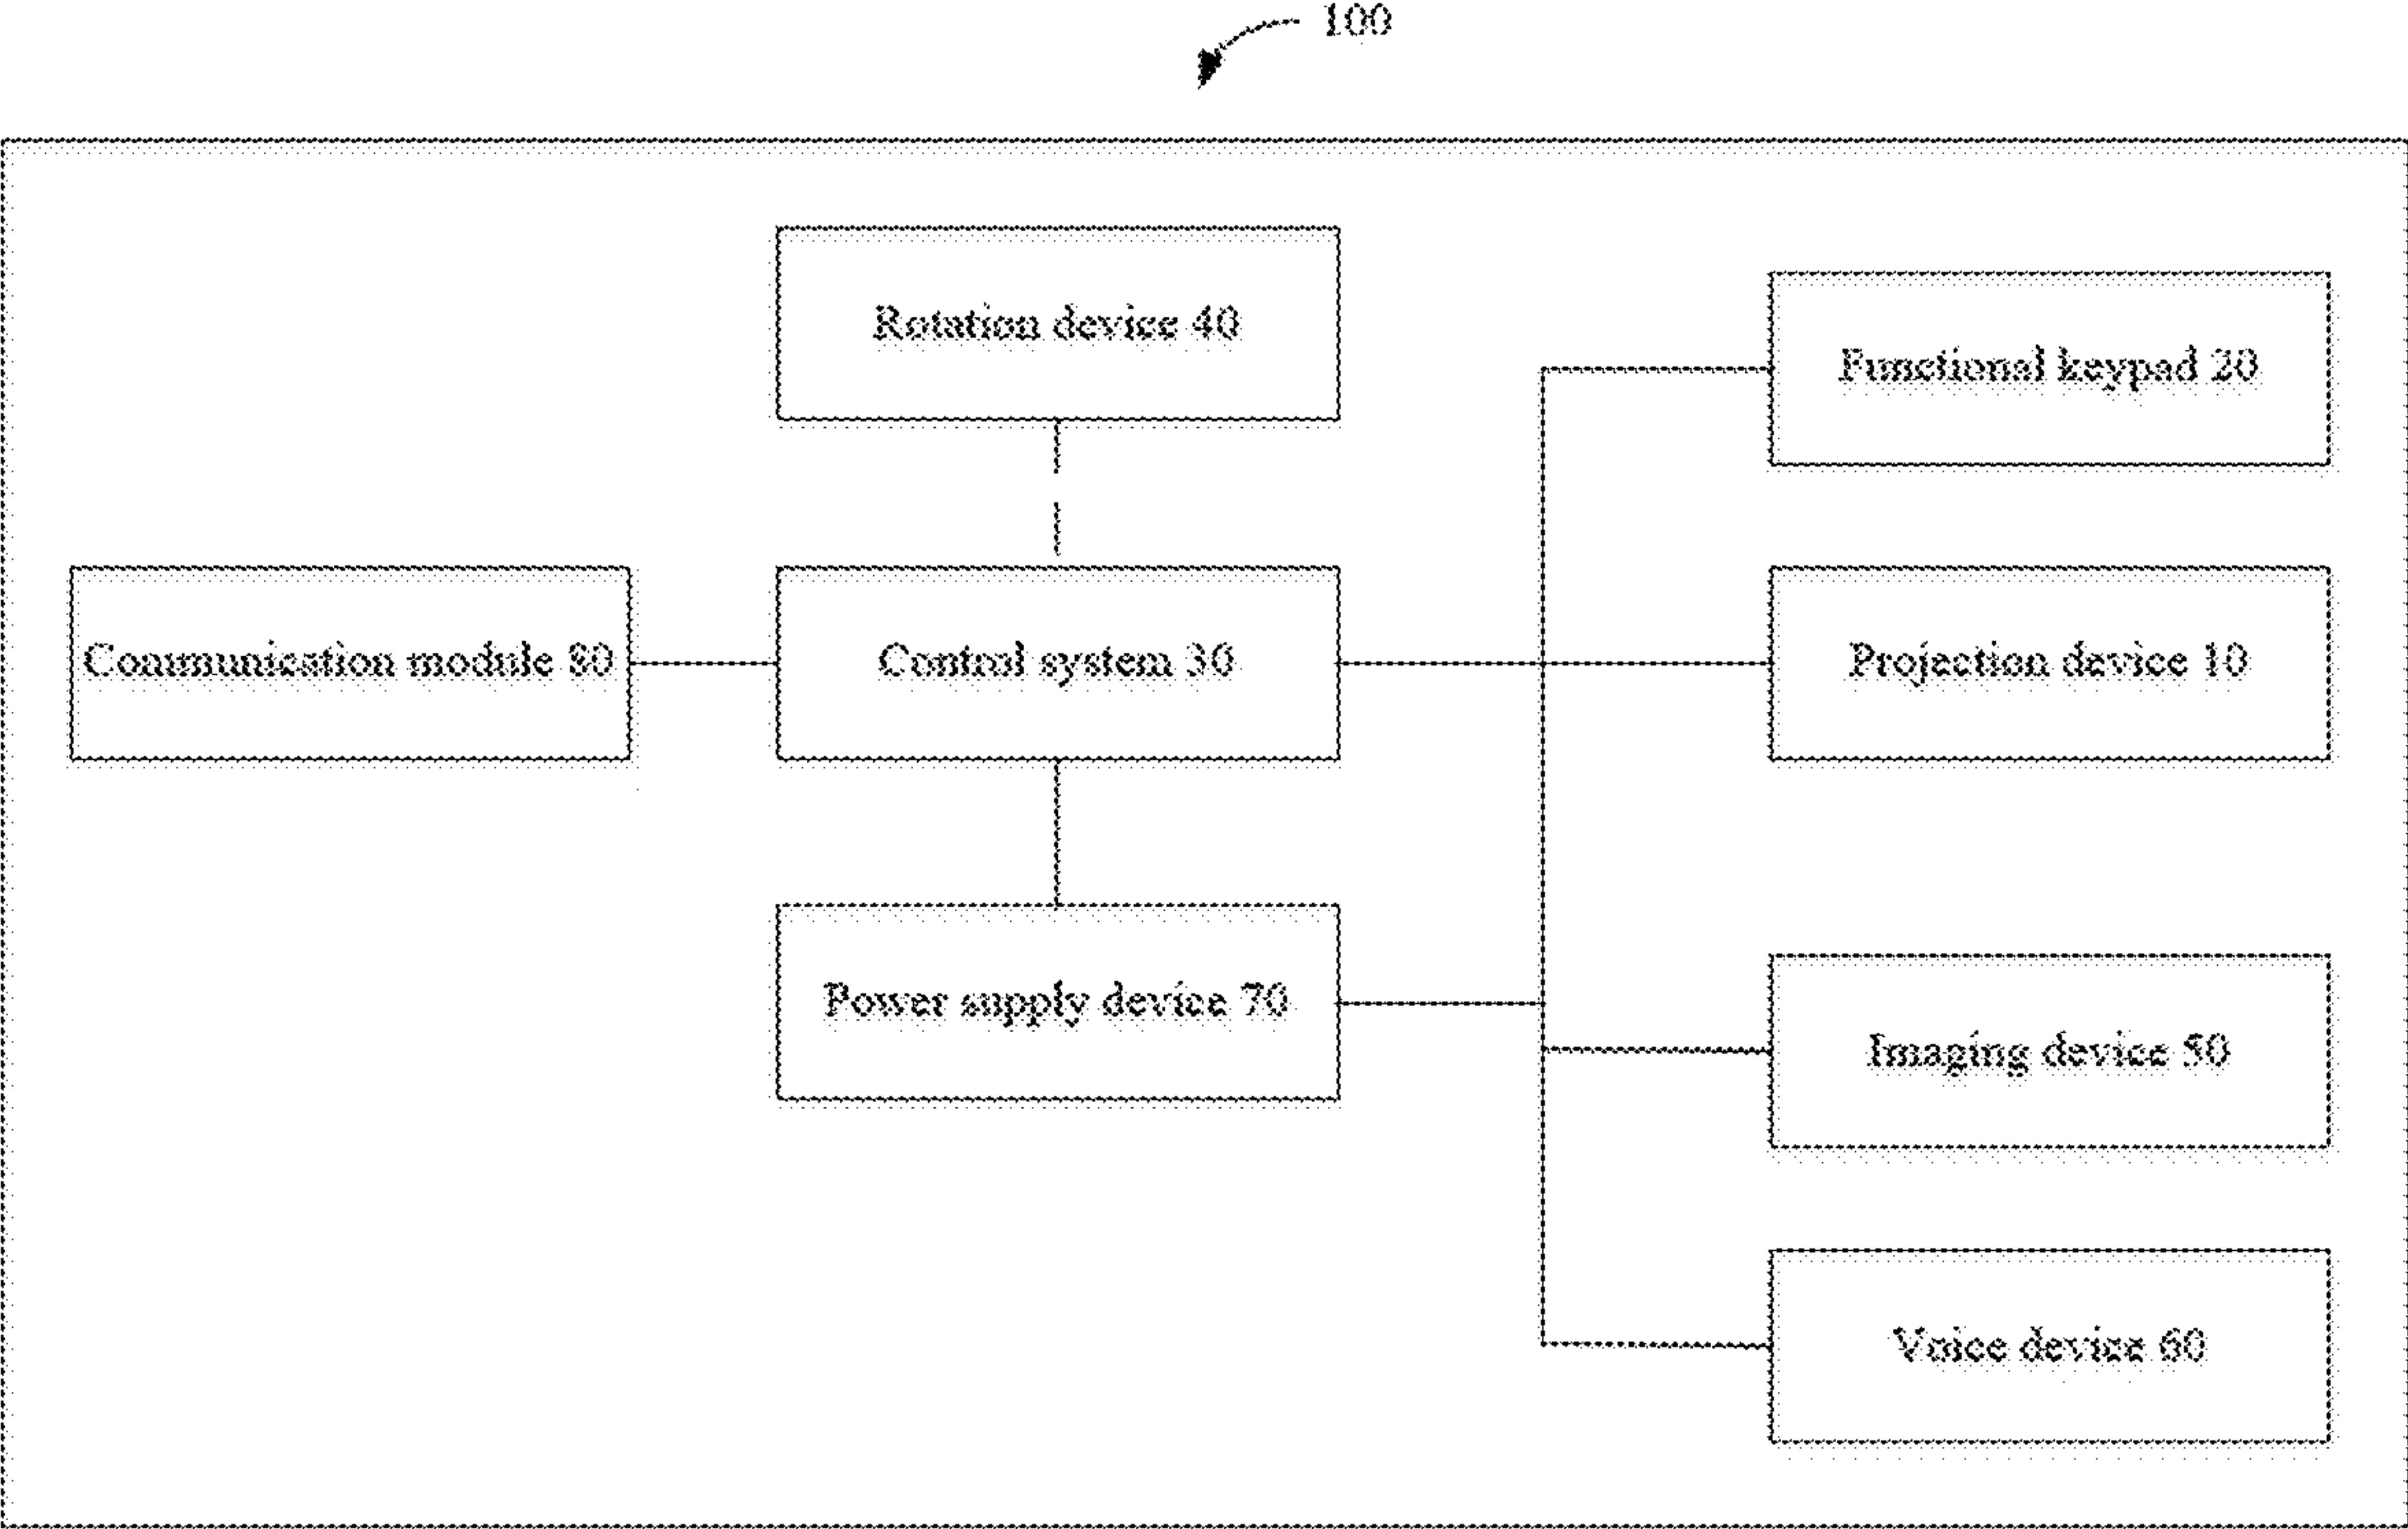 100
Rotation device 40
Functional keypad 20
Communication module 80
Control system 30
Projection device 10
Power supply device 70
Imaging device 50
Voice device 60